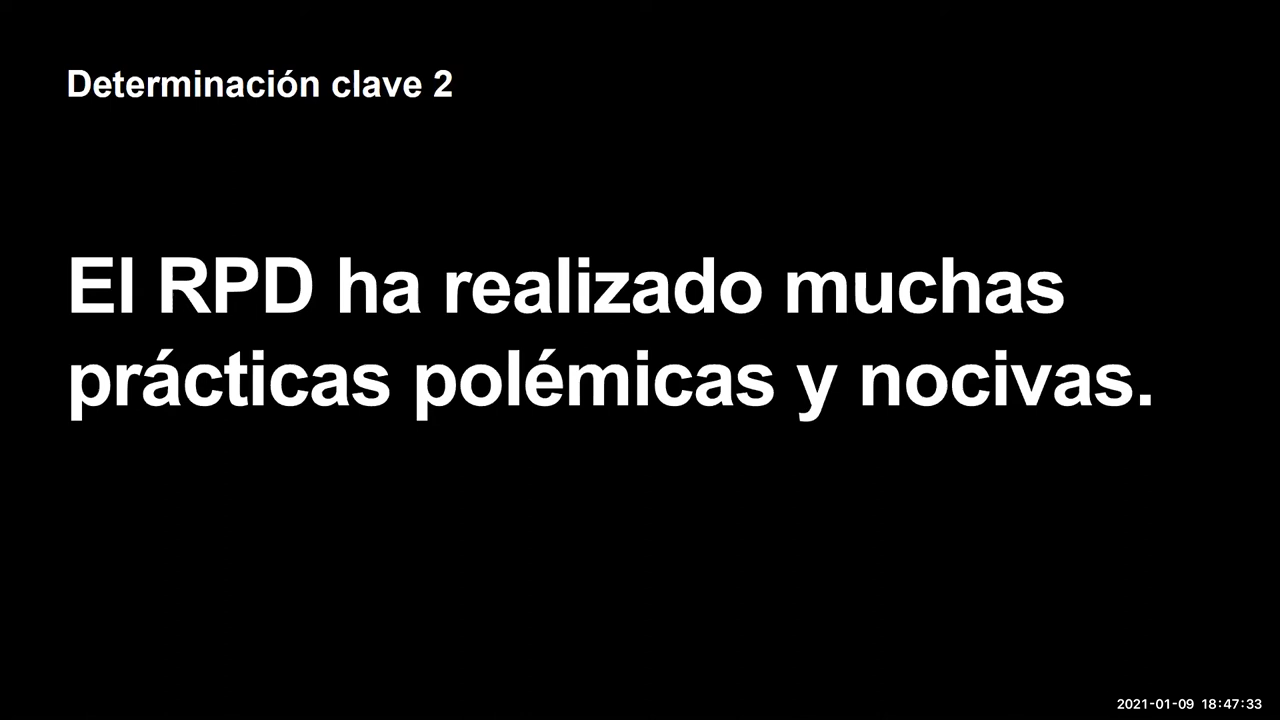 Determinación clave 2
El RPD ha realizado muchas
prácticas polémicas y nocivas.
2021-01-09 18:47:33